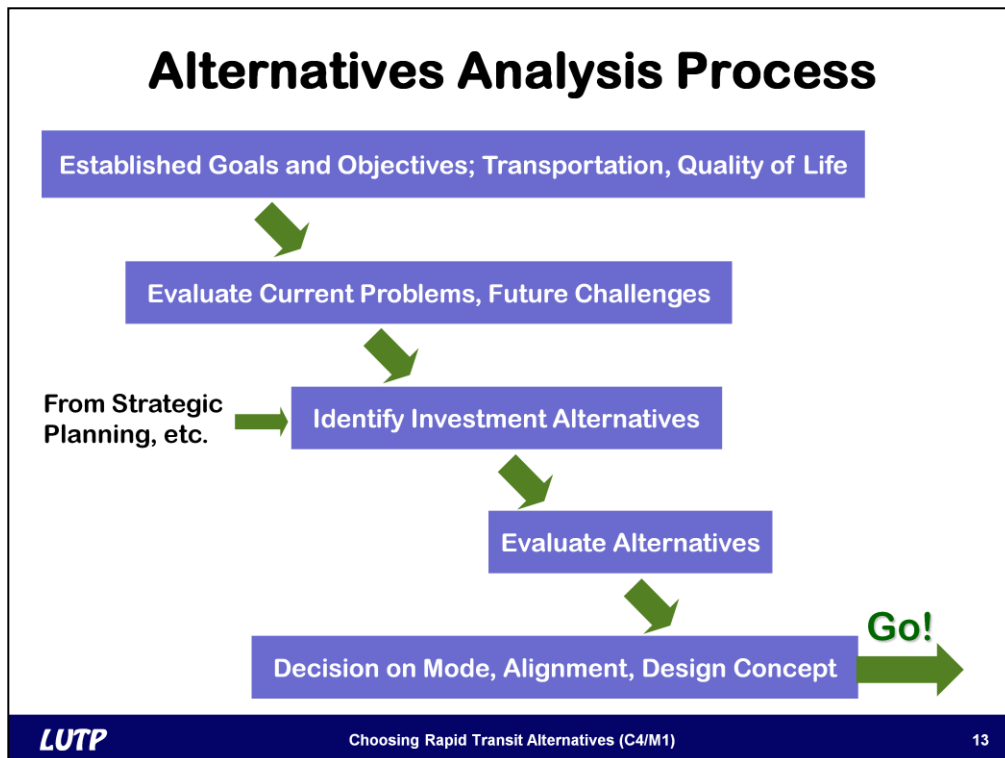 Alternatives Analysis Process
Established Goals and Objectives; Transportation, Quality of Life
Evaluate Current Problems, Future Challenges
From Strategic
Planning, etc.
Identify Investment Alternatives
Evaluate Alternatives
Go!
Decision on Mode, Alignment, Design Concept
LUTP
Choosing Rapid Transit Alternatives (C4/M1)
13